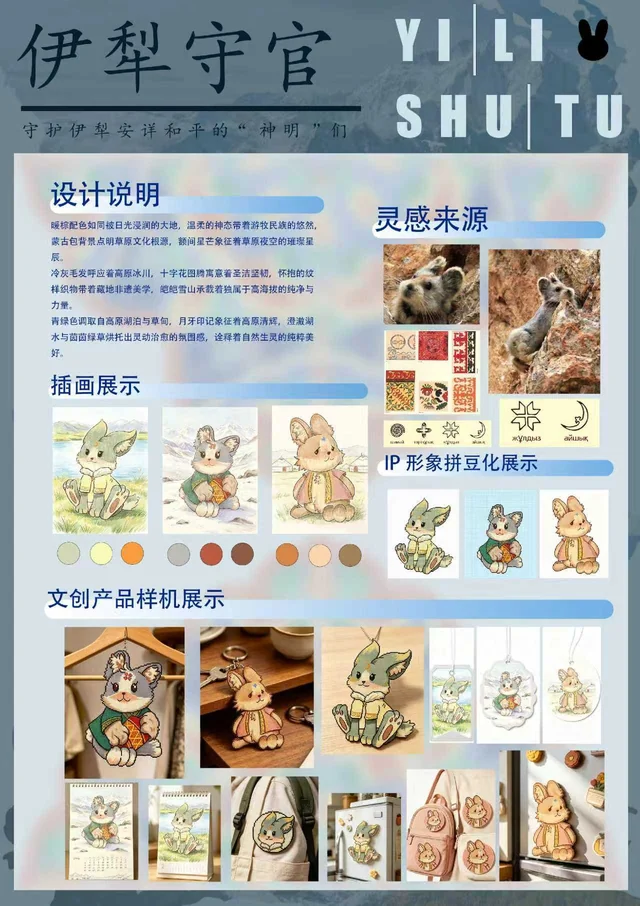 伊犁守官
守护伊犁安详和平的“神明”们
YI LI
SHU TU
设计说明
暖棕配色如同被日光浸润的大地，温柔的神态带着游牧民族的悠然，
蒙古包背景点明草原文化根源，额间星芒象征着草原夜空的璀璨星
辰。
冷灰毛发呼应着高原冰川，十字花图腾寓意着圣洁坚韧，怀抱的纹
样织物带着藏地非遗美学，皑皑雪山承载着独属于高海拔的纯净与
力量。
青绿色调取自高原湖泊与草甸，月牙印记象征着高原清辉，澄澈湖
水与茵茵绿草烘托出灵动治愈的氛围感，诠释着自然生灵的纯粹美
好。
灵感来源
жұлдыз
айшық
插画展示
IP 形象拼豆化展示
文创产品样机展示